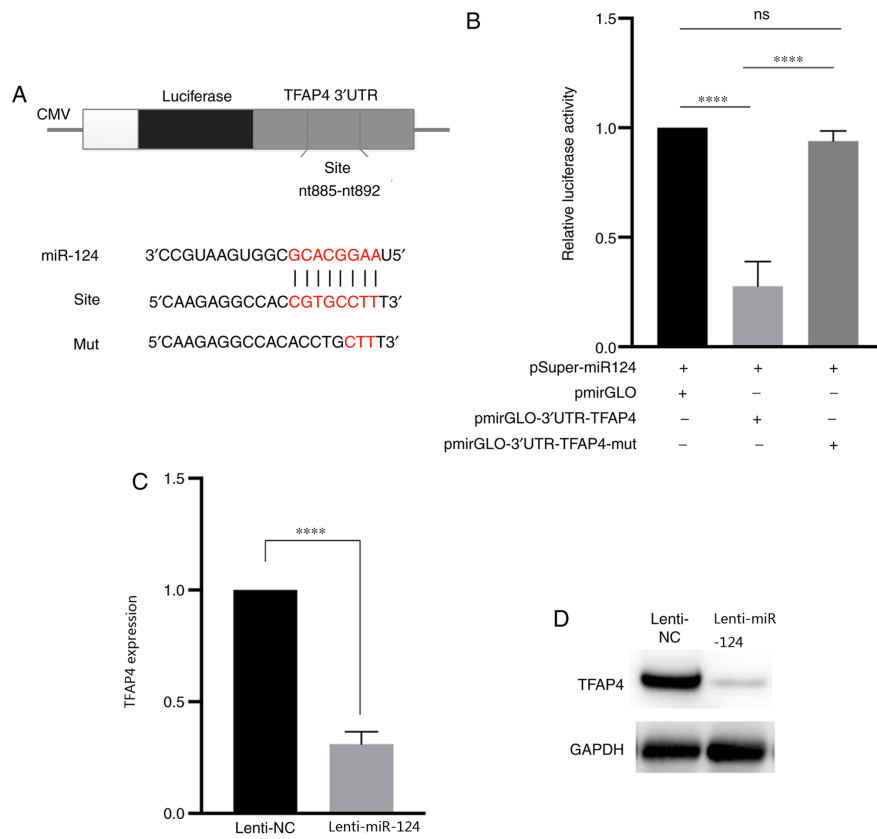 A
CMV
Luciferase
TFAP4 3′UTR
Site
nt885-nt892
miR-124
3′CCGUAAGUGGCGCACGGAAU5′
Site
5′CAAGAGGCCACCGTGCCTTT3′
Mut
5′CAAGAGGCCACACCTGCTTT3′
B
Relative luciferase activity
1.5
1.0
0.5
0.0
ns
****
****
pSuper-miR124 + + +
pmirGLO + – –
pmirGLO-3′UTR-TFAP4 – + –
pmirGLO-3′UTR-TFAP4-mut – – +
C
TFAP4 expression
1.5
1.0
0.5
0.0
****
Lenti-NC
Lenti-miR-124
D
Lenti-
NC
Lenti-miR
-124
TFAP4
GAPDH